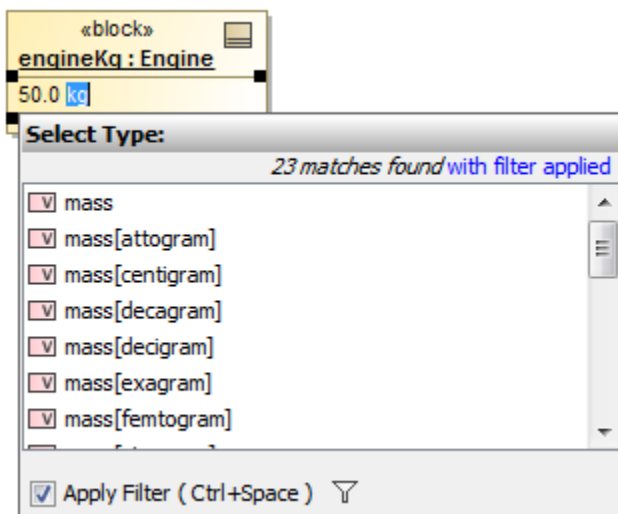 «block»
engineKg : Engine
50.0 kg
Select Type:
23 matches found with filter applied
V mass
V mass[attogram]
V mass[centigram]
V mass[decagram]
V mass[decigram]
V mass[exagram]
V mass[femtogram]
Apply Filter ( Ctrl+Space )